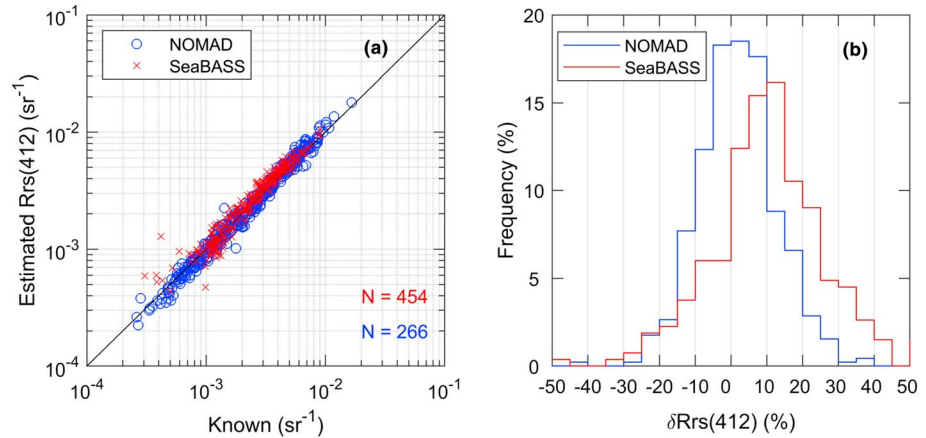 (a)
NOMAD
SeaBASS
N = 454
N = 266
10^-1
10^-2
10^-3
10^-4
10^-4
10^-3
10^-2
10^-1
Estimated Rrs(412) (sr^-1)
Known (sr^-1)
(b)
NOMAD
SeaBASS
20
15
10
5
0
-50 -40 -30 -20 -10 0 10 20 30 40 50
Frequency (%)
δRrs(412) (%)